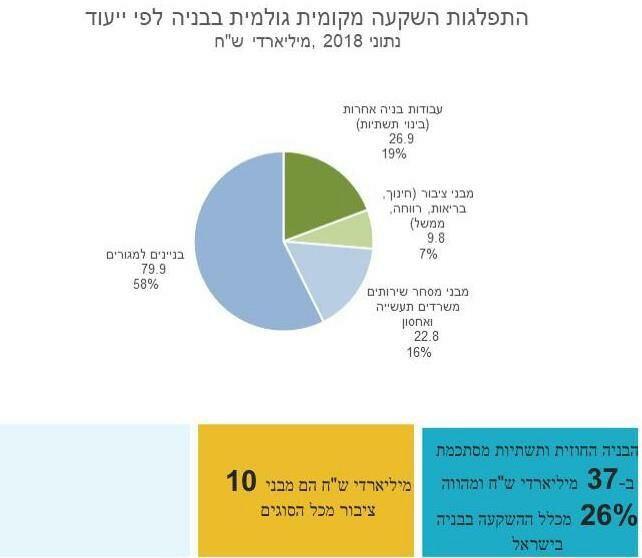 התפלגות השקעה מקומית גולמית בבניה לפי ייעוד
נתוני 2018, מיליארדי ש"ח
עבודות בניה אחרות
(בינוי תשתיות)
26.9
19%
מבני ציבור (חינוך,
בריאות, רווחה,
ממשל)
9.8
7%
מבני מסחר שירותים
משרדים תעשייה
ואחסון
22.8
16%
בניינים למגורים
79.9
58%
הבניה החוזית ותשתיות מסתכמת
ב-37 מיליארדי ש"ח ומהווה
26% מכלל ההשקעה בבניה
בישראל
10 מיליארדי ש"ח הם מבני
ציבור מכל הסוגים